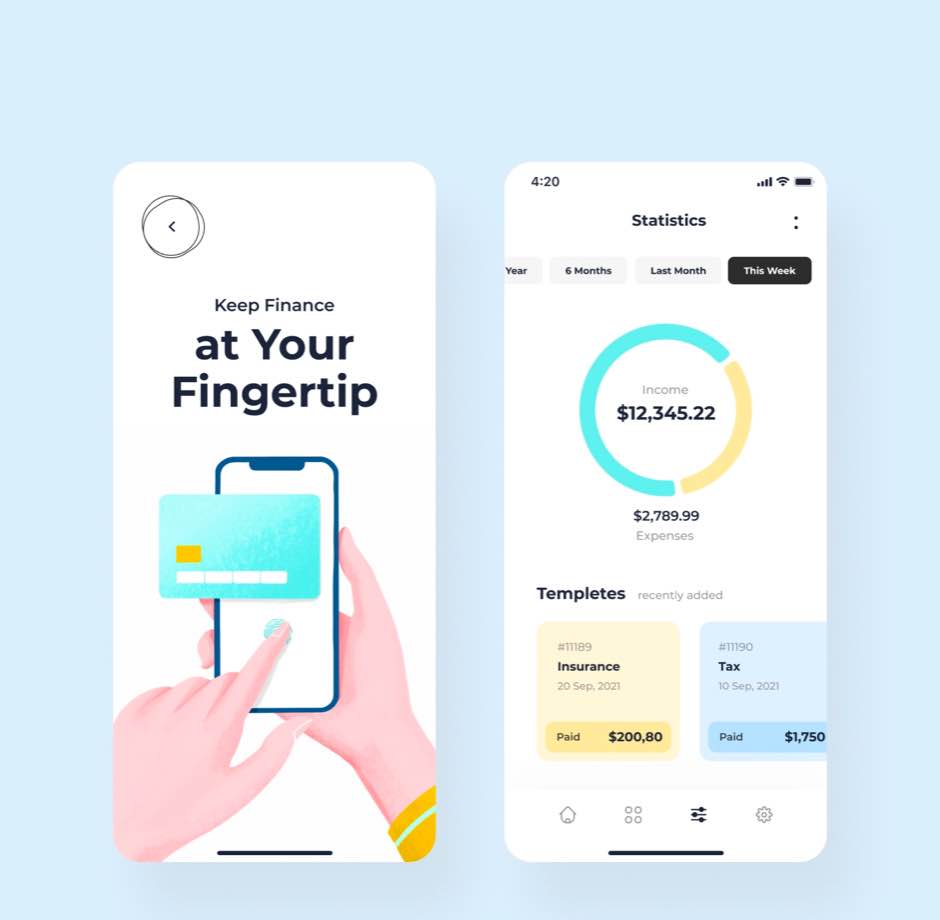 Keep Finance
at Your
Fingertip
4:20
Statistics
Year
6 Months
Last Month
This Week
Income
$12,345.22
$2,789.99
Expenses
Templetes recently added
#11189
Insurance
20 Sep, 2021
Paid $200,80
#11190
Tax
10 Sep, 2021
Paid $1,750